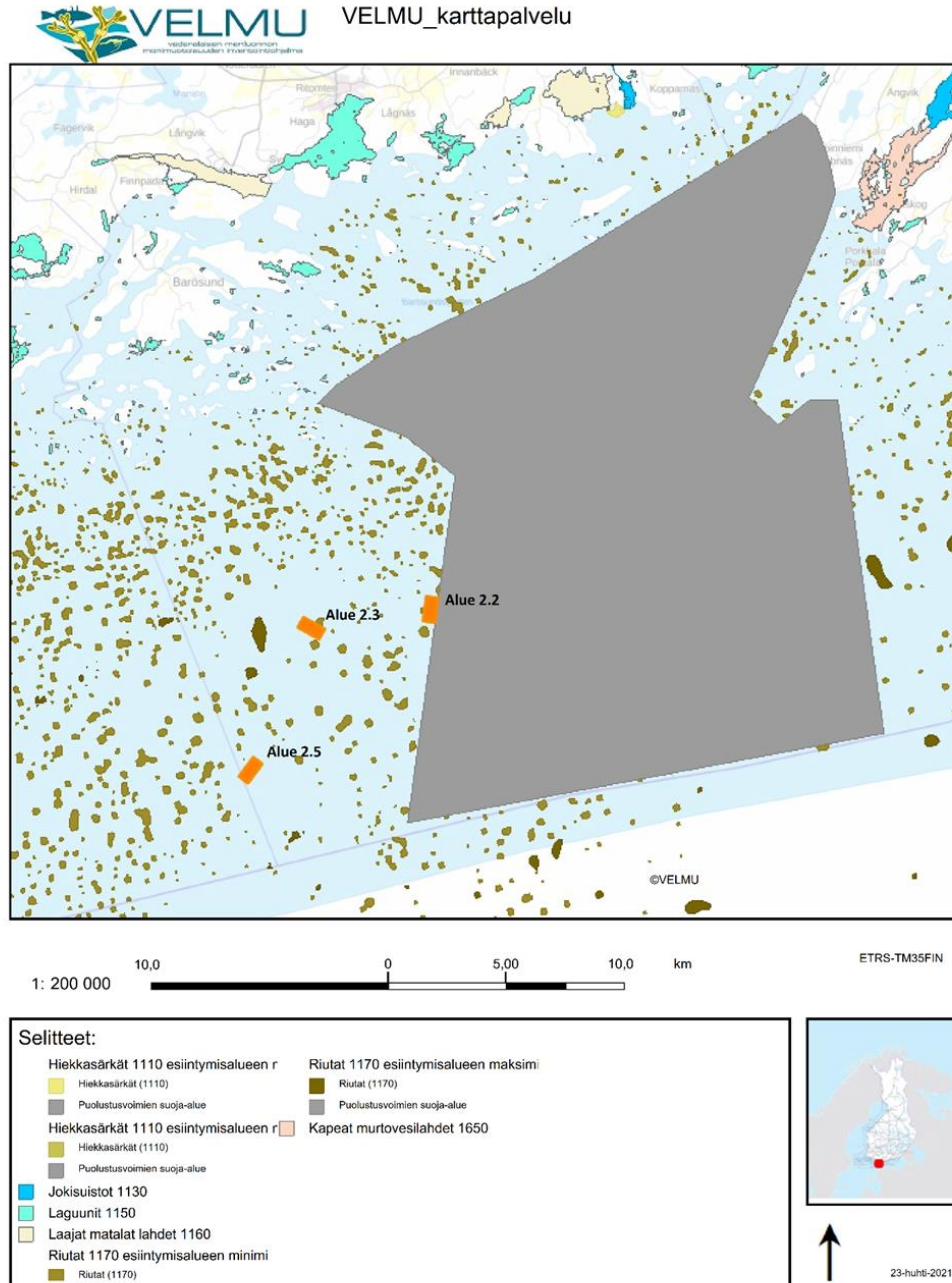 VELMU
VELMU_karttapalvelu
vedenalaisen meriluonnon
monimuotoisuuden inventointiohjelma
Innanbäck
Ritomten
Koppamäs
Ängvik
Haga
Lågnäs
Fagervik
Långvik
Hirdal
Finnpada
Barösund
Porkkala
Alue 2.2
Alue 2.3
Alue 2.5
©VELMU
ETRS-TM35FIN
1: 200 000
10,0 0 5,00 10,0 km
Selitteet:
Hiekkasärkät 1110 esiintymisalueen r
Hiekkasärkät (1110)
Puolustusvoimien suoja-alue
Hiekkasärkät 1110 esiintymisalueen r
Hiekkasärkät (1110)
Puolustusvoimien suoja-alue
Jokisuistot 1130
Laguunit 1150
Laajat matalat lahdet 1160
Riutat 1170 esiintymisalueen minimi
Riutat (1170)
Riutat 1170 esiintymisalueen maksimi
Riutat (1170)
Puolustusvoimien suoja-alue
Kapeat murtovesilahdet 1650
23-huhti-2021